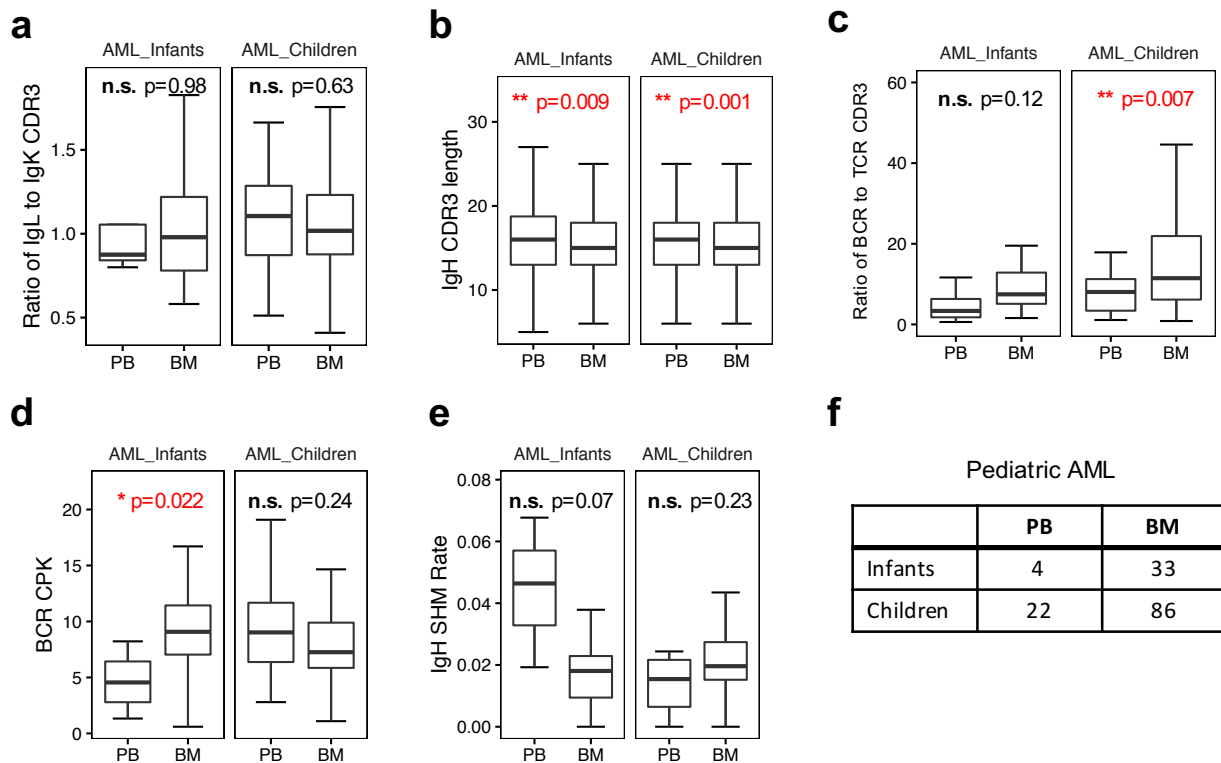 a
AML_Infants AML_Children
n.s. p=0.98 n.s. p=0.63
Ratio of IgL to IgK CDR3
1.5
1.0
0.5
PB BM PB BM
b
AML_Infants AML_Children
** p=0.009 ** p=0.001
IgH CDR3 length
30
20
10
PB BM PB BM
c
AML_Infants AML_Children
n.s. p=0.12 ** p=0.007
Ratio of BCR to TCR CDR3
60
40
20
0
PB BM PB BM
d
AML_Infants AML_Children
* p=0.022 n.s. p=0.24
BCR CPK
20
15
10
5
0
PB BM PB BM
e
AML_Infants AML_Children
n.s. p=0.07 n.s. p=0.23
IgH SHM Rate
0.08
0.06
0.04
0.02
0.00
PB BM PB BM
f
Pediatric AML
PB BM
Infants 4 33
Children 22 86